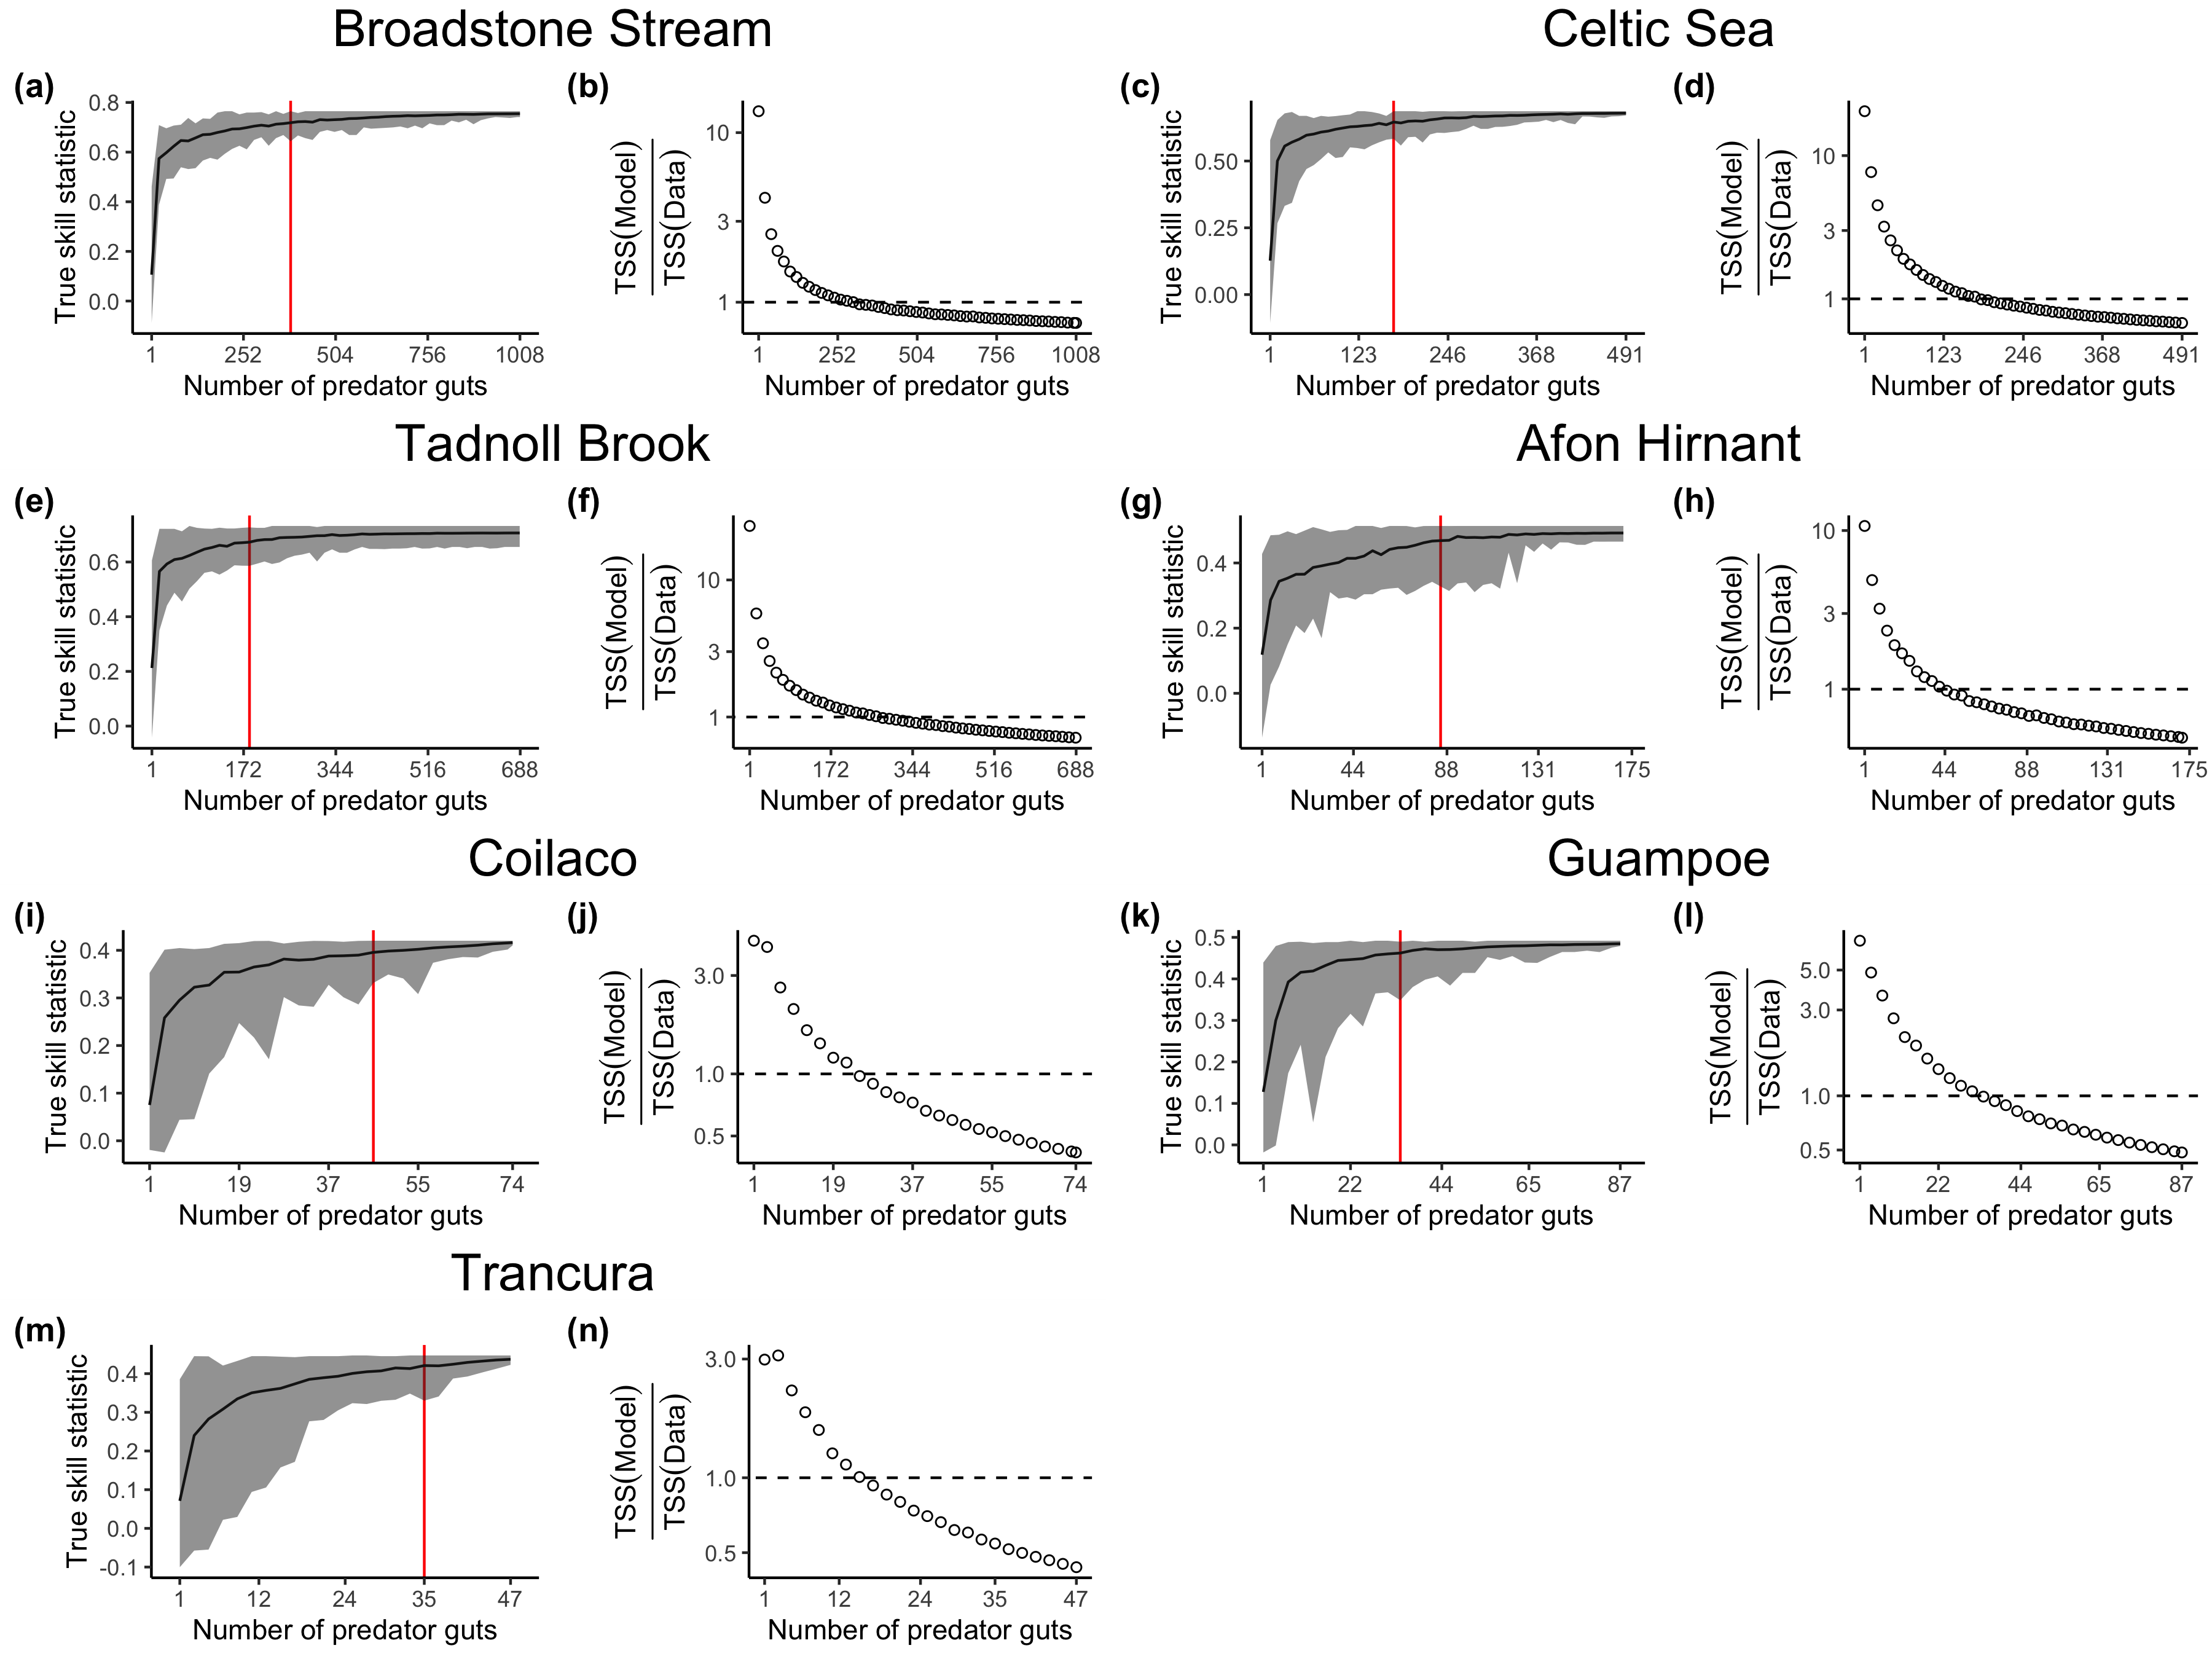 Broadstone Stream
Celtic Sea
(a)
(b)
(c)
(d)
True skill statistic
0.8
0.6
0.4
0.2
0.0
1 252 504 756 1008
Number of predator guts
TSS(Model)
TSS(Data)
10
3
1
1 252 504 756 1008
Number of predator guts
True skill statistic
0.50
0.25
0.00
1 123 246 368 491
Number of predator guts
TSS(Model)
TSS(Data)
10
3
1
1 123 246 368 491
Number of predator guts
Tadnoll Brook
Afon Hirnant
(e)
(f)
(g)
(h)
True skill statistic
0.6
0.4
0.2
0.0
1 172 344 516 688
Number of predator guts
TSS(Model)
TSS(Data)
10
3
1
1 172 344 516 688
Number of predator guts
True skill statistic
0.4
0.2
0.0
1 44 88 131 175
Number of predator guts
TSS(Model)
TSS(Data)
10
3
1
1 44 88 131 175
Number of predator guts
Coilaco
Guampoe
(i)
(j)
(k)
(l)
True skill statistic
0.4
0.3
0.2
0.1
0.0
1 19 37 55 74
Number of predator guts
TSS(Model)
TSS(Data)
3.0
1.0
0.5
1 19 37 55 74
Number of predator guts
True skill statistic
0.5
0.4
0.3
0.2
0.1
0.0
1 22 44 65 87
Number of predator guts
TSS(Model)
TSS(Data)
5.0
3.0
1.0
0.5
1 22 44 65 87
Number of predator guts
Trancura
(m)
(n)
True skill statistic
0.4
0.3
0.2
0.1
0.0
-0.1
1 12 24 35 47
Number of predator guts
TSS(Model)
TSS(Data)
3.0
1.0
0.5
1 12 24 35 47
Number of predator guts